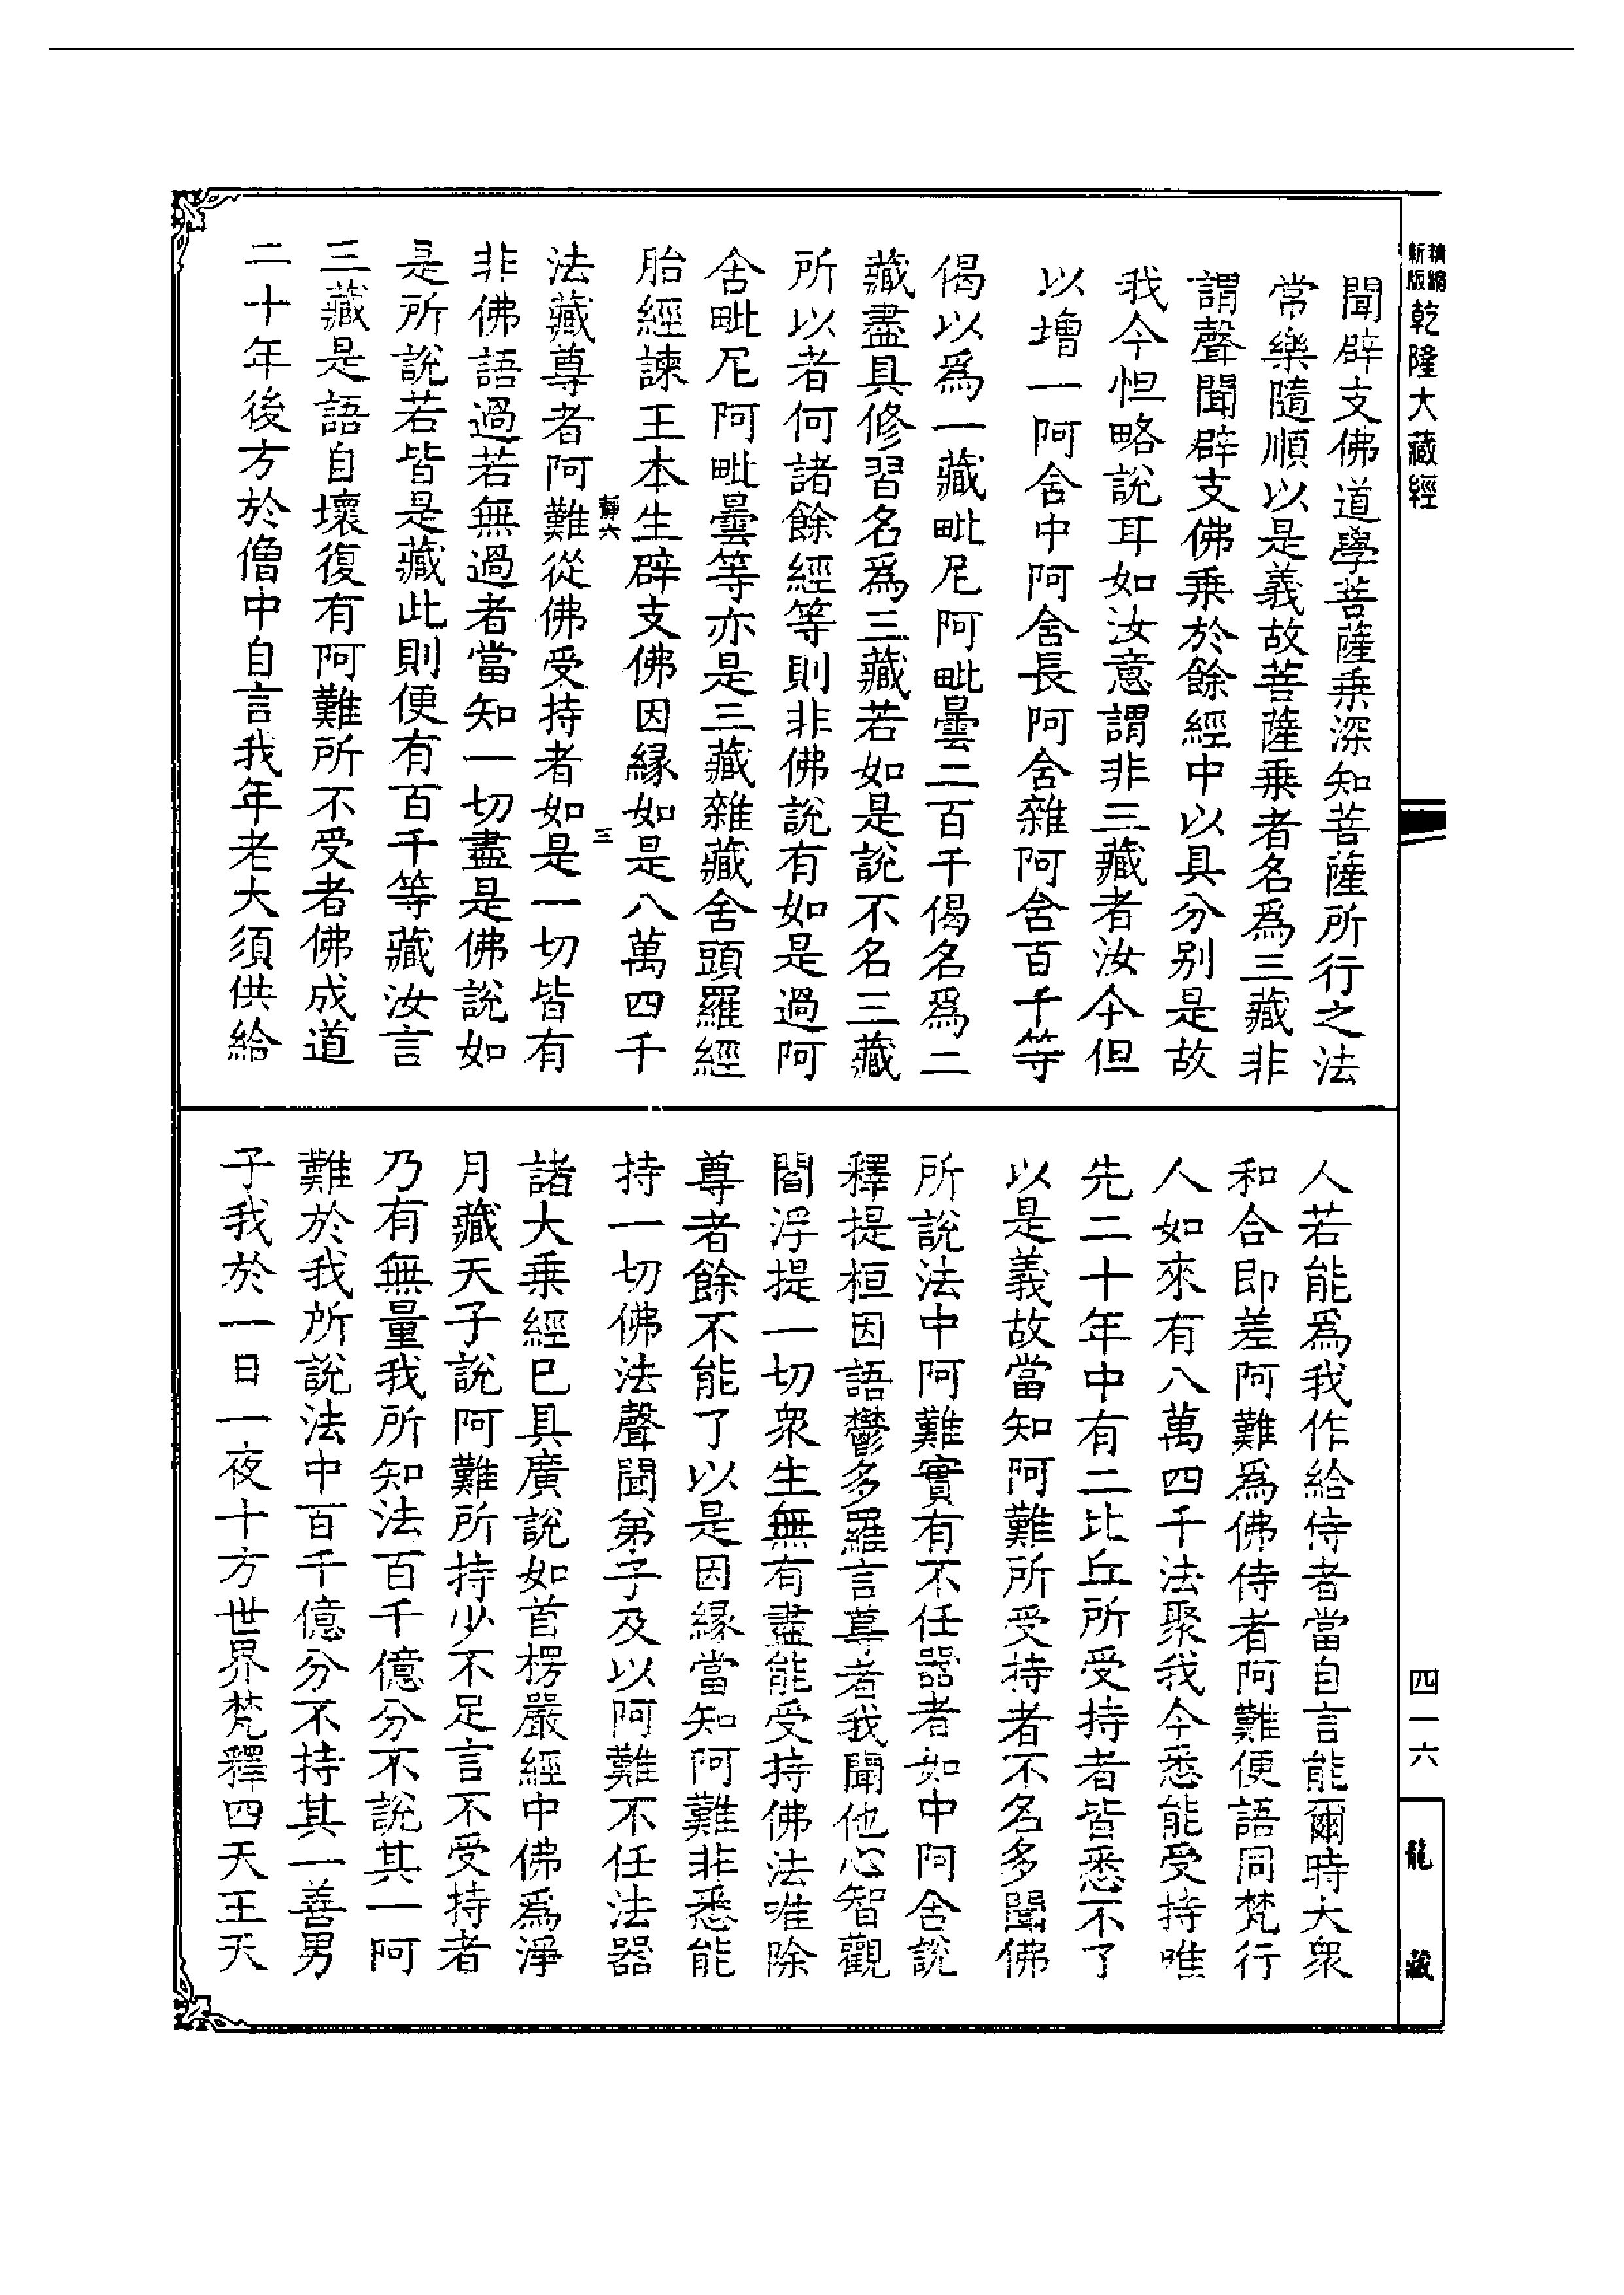 精縮
新版
乾隆大藏經
聞辟支佛道學菩薩乘深知菩薩所行之法
常樂隨順以是義故菩薩乘者名爲三藏非
謂聲聞辟支佛乘於餘經中以具分別是故
我今怛略說耳如汝意謂非三藏者汝今但
以增一阿含中阿含長阿含雜阿含百千等
偈以爲一藏毗尼阿毗曇二百千偈名爲二
藏盡具修習名爲三藏若如是說不名三藏
所以者何諸餘經等則非佛說有如是過阿
含毗尼阿毗曇等亦是三藏雜藏舍頭羅經
胎經諫王本生辟支佛因緣如是八萬四千
靜六
三
法藏尊者阿難從佛受持者如是一切皆有
非佛語過若無過者當知一切盡是佛說如
是所說若皆是藏此則便有百千等藏汝言
三藏是語自壞復有阿難所不受者佛成道
二十年後方於僧中自言我年老大須供給
人若能爲我作給侍者當自言能爾時大衆
和合即差阿難爲佛侍者阿難便語同梵行
人如來有八萬四千法聚我今悉能受持唯
先二十年中有二比丘所受持者皆悉不了
以是義故當知阿難所受持者不名多聞佛
所說法中阿難實有不任器者如中阿含說
釋提桓因語鬱多羅言尊者我聞他心智觀
閻浮提一切衆生無有盡能受持佛法唯除
尊者餘不能了以是因緣當知阿難非悉能
持一切佛法聲聞弟子及以阿難不任法器
諸大乘經已具廣說如首楞嚴經中佛爲淨
月藏天子說阿難所持少不足言不受持者
乃有無量我所知法百千億分不說其一阿
難於我所說法中百千億分不持其一善男
子我於一日一夜十方世界梵釋四天王天
四一六
龍藏